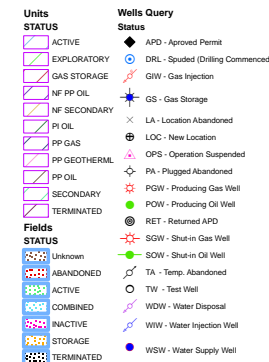 Units
STATUS
ACTIVE
EXPLORATORY
GAS STORAGE
NF PP OIL
NF SECONDARY
PI OIL
PP GAS
PP GEOTHERML
PP OIL
SECONDARY
TERMINATED
Fields
STATUS
Unknown
ABANDONED
ACTIVE
COMBINED
INACTIVE
STORAGE
TERMINATED
Wells Query
Status
APD - Aproved Permit
DRL - Spuded (Drilling Commenced
GIW - Gas Injection
GS - Gas Storage
LA - Location Abandoned
LOC - New Location
OPS - Operation Suspended
PA - Plugged Abandoned
PGW - Producing Gas Well
POW - Producing Oil Well
RET - Returned APD
SGW - Shut-in Gas Well
SOW - Shut-in Oil Well
TA - Temp. Abandoned
TW - Test Well
WDW - Water Disposal
WIW - Water Injection Well
WSW - Water Supply Well